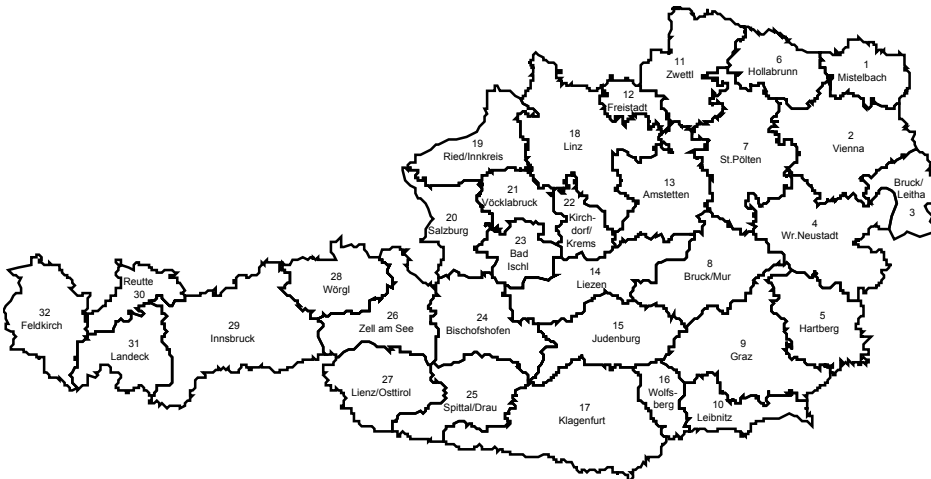 11
Zwettl
6
Hollabrunn
1
Mistelbach
12
Freistadt
2
Vienna
18
Linz
19
Ried/Innkreis
7
St.Pölten
13
Amstetten
Bruck/
Leitha
3
21
Vöcklabruck
22
Kirch-
dorf/
Krems
20
Salzburg
4
Wr.Neustadt
23
Bad
Ischl
8
Bruck/Mur
14
Liezen
28
Wörgl
Reutte
30
32
Feldkirch
5
Hartberg
26
Zell am See
24
Bischofshofen
15
Judenburg
29
Innsbruck
31
Landeck
9
Graz
27
Lienz/Osttirol
16
Wolfs-
berg
25
Spittal/Drau
17
Klagenfurt
10
Leibnitz